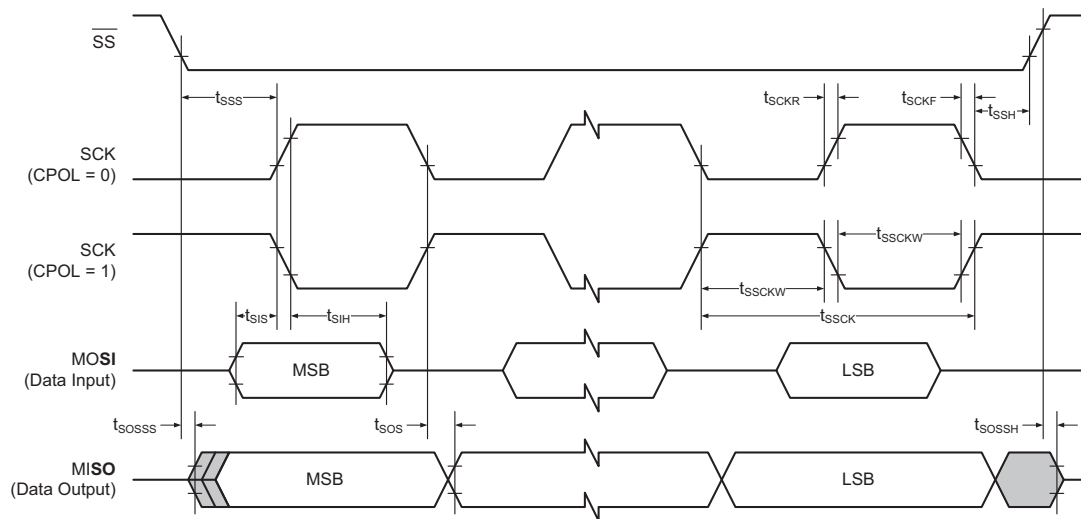 SS
tSSS
tSCKR
tSCKF
tSSH
SCK
(CPOL = 0)
SCK
(CPOL = 1)
tSSCKW
tSSCKW
tSSCK
tSIS
tSIH
MOSI
(Data Input)
MSB
LSB
tSOSSS
tSOS
tSOSSH
MISO
(Data Output)
MSB
LSB